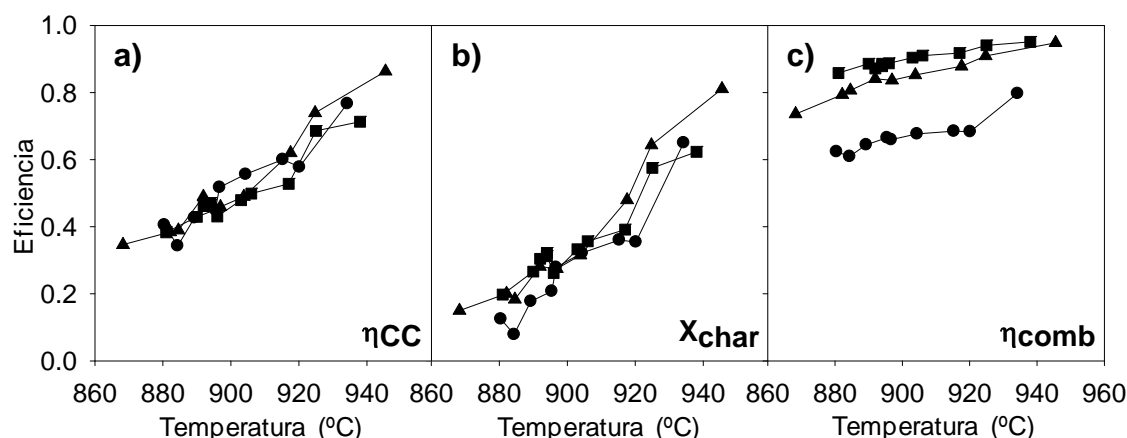 1.0
0.8
0.6
0.4
0.2
0.0
Eficiencia
a)
ηCC
b)
Xchar
c)
ηcomb
860 880 900 920 940 860 880 900 920 940 860 880 900 920 940 960
Temperatura (ºC) Temperatura (ºC) Temperatura (ºC)